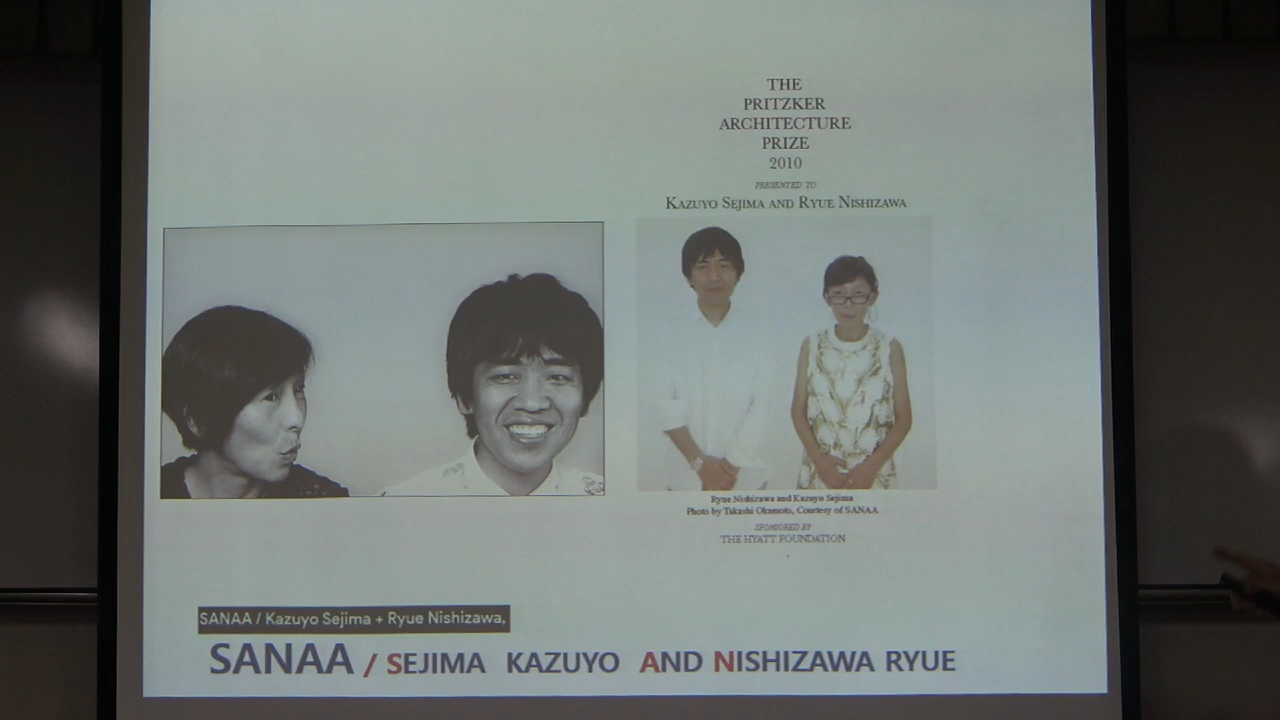 THE
PRITZKER
ARCHITECTURE
PRIZE
2010
PRESENTED TO
KAZUYO SEJIMA AND RYUE NISHIZAWA
Ryue Nishizawa and Kazuyo Sejima
Photo by Takashi Okamoto, Courtesy of SANAA
SPONSORED BY
THE HYATT FOUNDATION
SANAA / Kazuyo Sejima + Ryue Nishizawa,
SANAA / SEJIMA KAZUYO AND NISHIZAWA RYUE